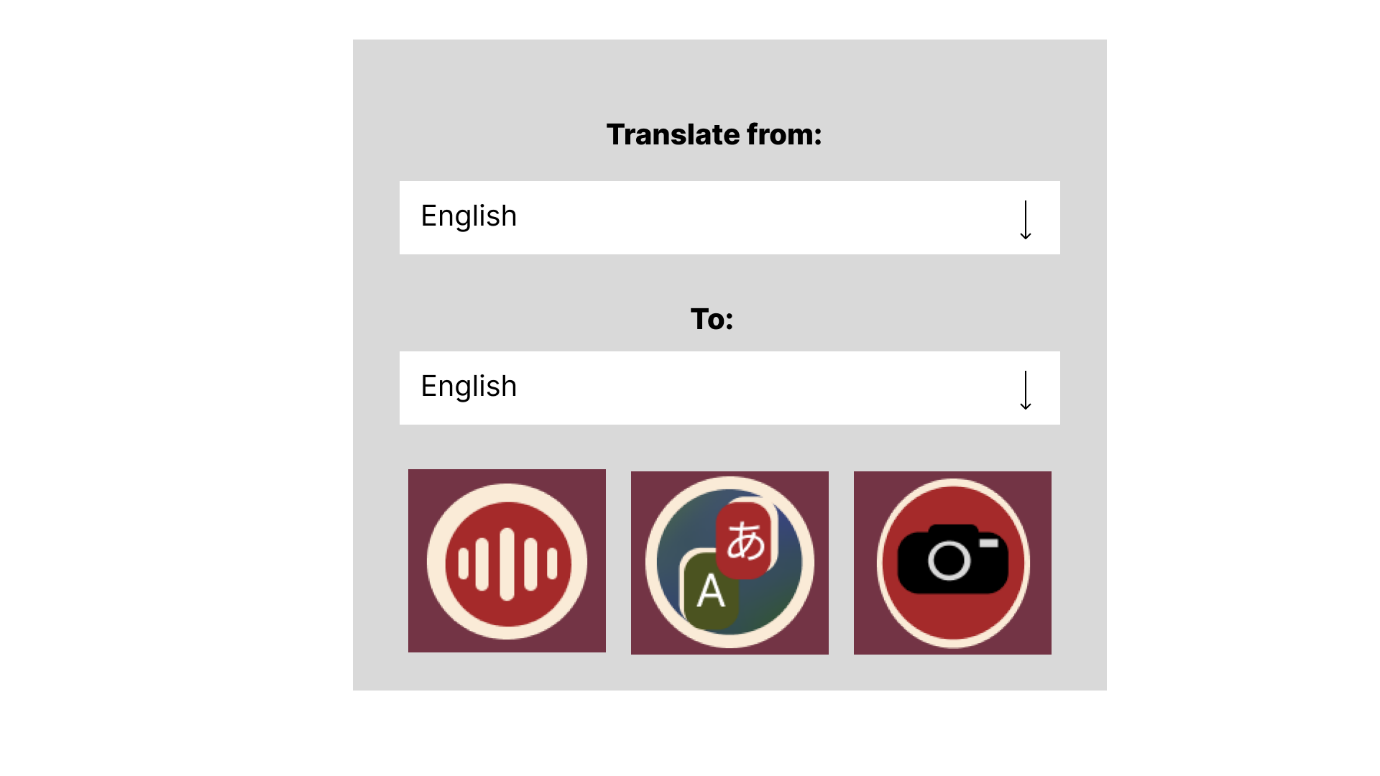 Translate from:
English
To:
English
あ
A